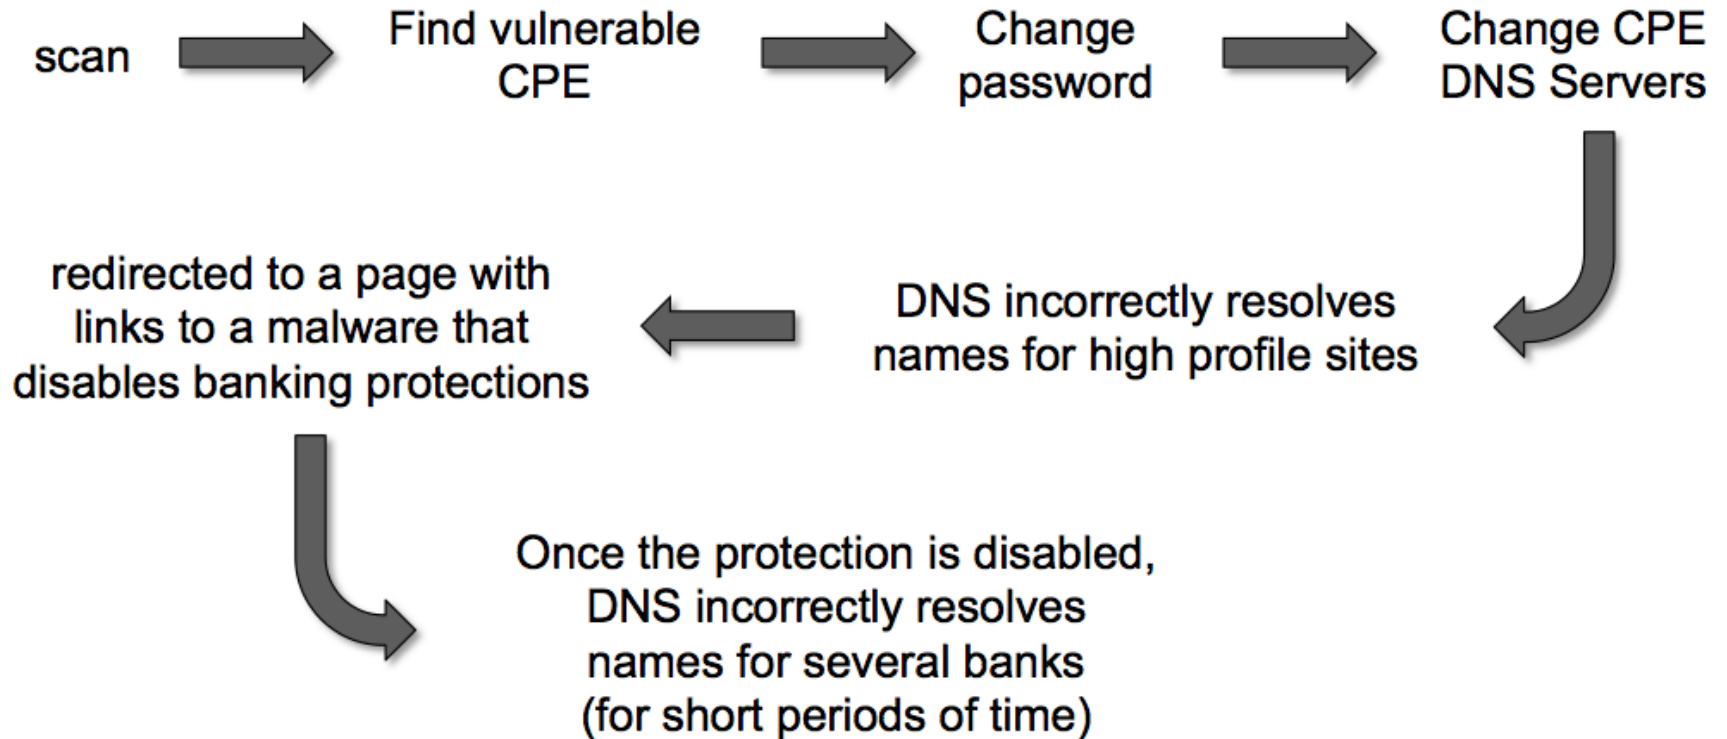 scan
Find vulnerable
CPE
Change
password
Change CPE
DNS Servers
DNS incorrectly resolves
names for high profile sites
redirected to a page with
links to a malware that
disables banking protections
Once the protection is disabled,
DNS incorrectly resolves
names for several banks
(for short periods of time)